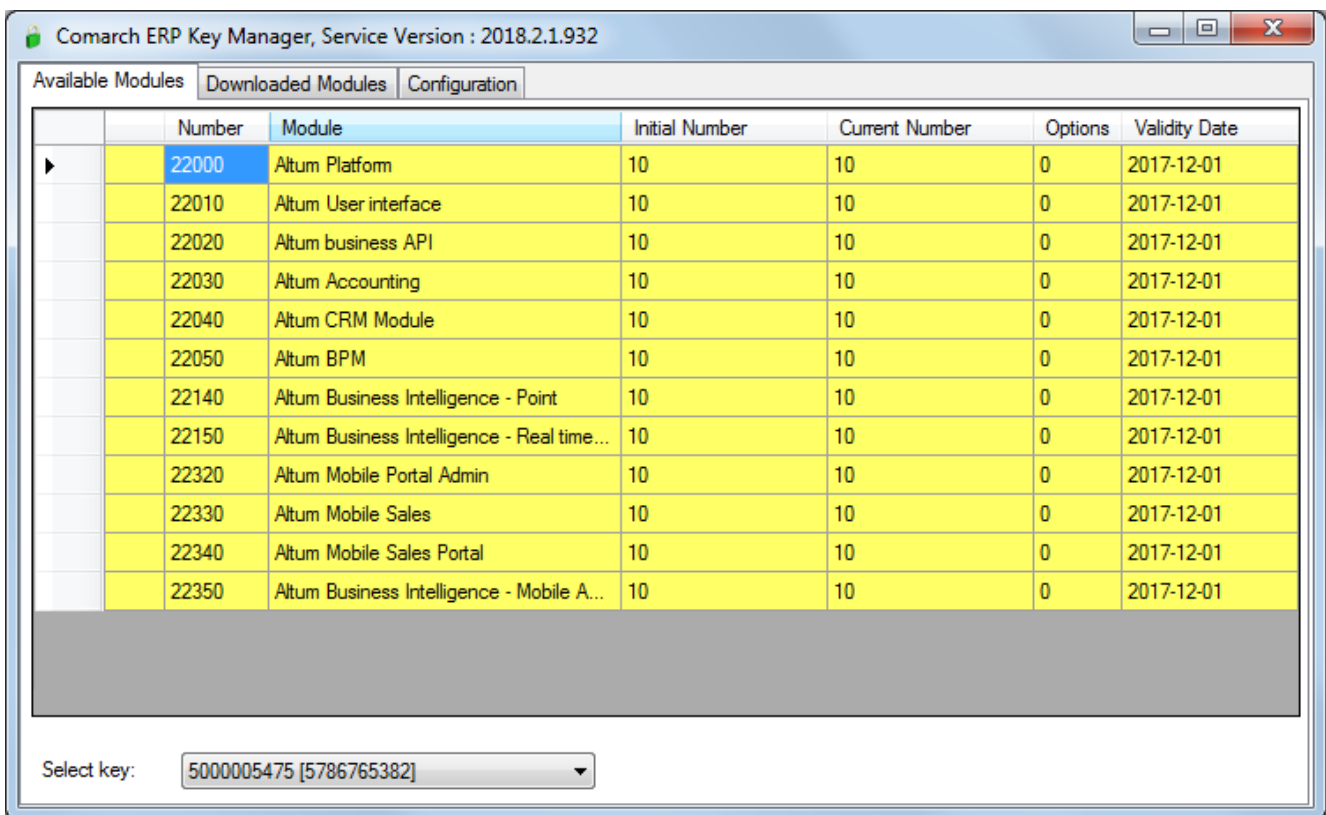 Comarch ERP Key Manager, Service Version : 2018.2.1.932
Available Modules Downloaded Modules Configuration
Number Module Initial Number Current Number Options Validity Date
22000 Altum Platform 10 10 0 2017-12-01
22010 Altum User interface 10 10 0 2017-12-01
22020 Altum business API 10 10 0 2017-12-01
22030 Altum Accounting 10 10 0 2017-12-01
22040 Altum CRM Module 10 10 0 2017-12-01
22050 Altum BPM 10 10 0 2017-12-01
22140 Altum Business Intelligence - Point 10 10 0 2017-12-01
22150 Altum Business Intelligence - Real time... 10 10 0 2017-12-01
22320 Altum Mobile Portal Admin 10 10 0 2017-12-01
22330 Altum Mobile Sales 10 10 0 2017-12-01
22340 Altum Mobile Sales Portal 10 10 0 2017-12-01
22350 Altum Business Intelligence - Mobile A... 10 10 0 2017-12-01
Select key: 5000005475 [5786765382]